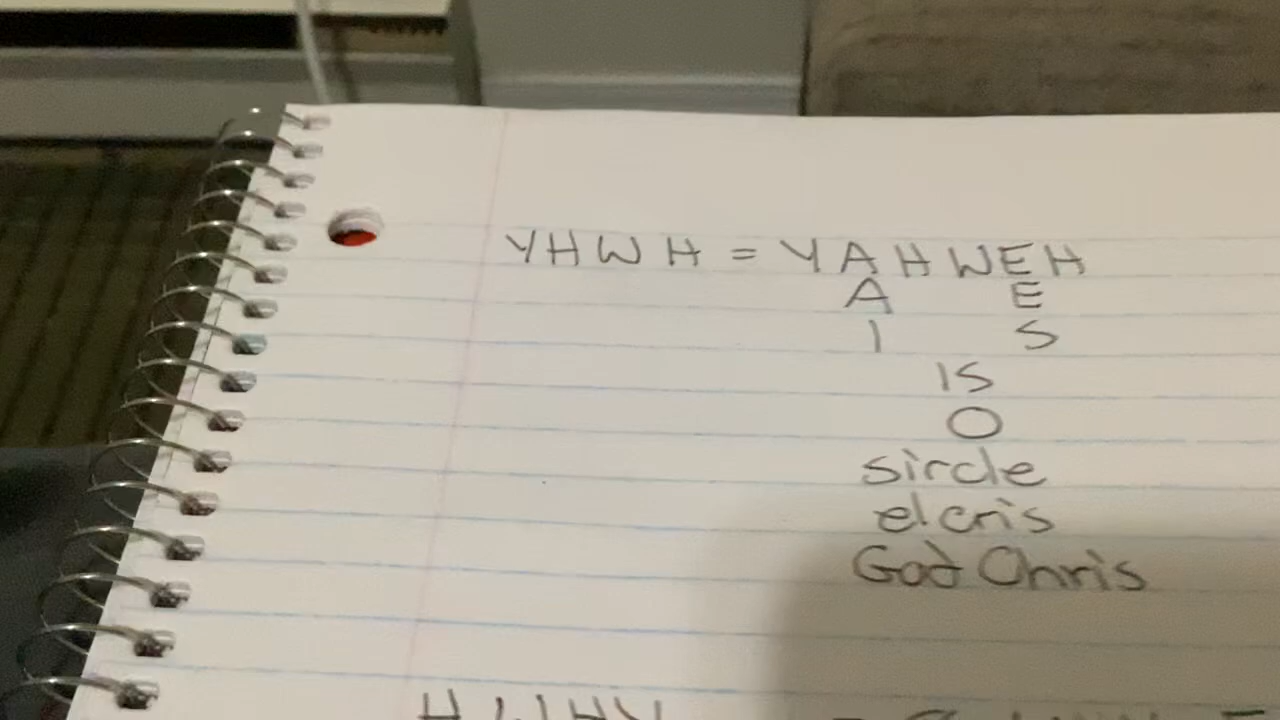 YHWH = YAHWEH
A E
I S
IS
O
sircle
elcris
God Chris